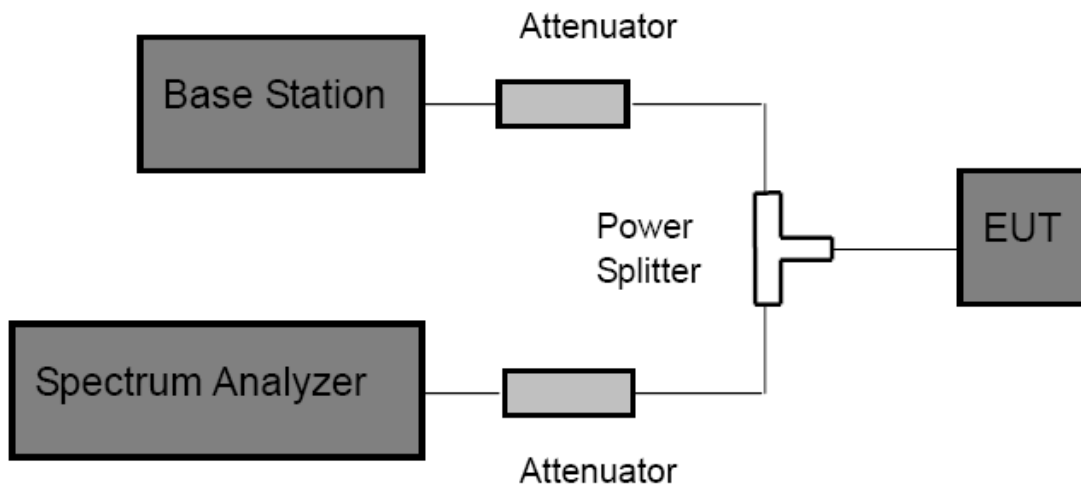 Attenuator
Base Station
Power
Splitter
EUT
Spectrum Analyzer
Attenuator